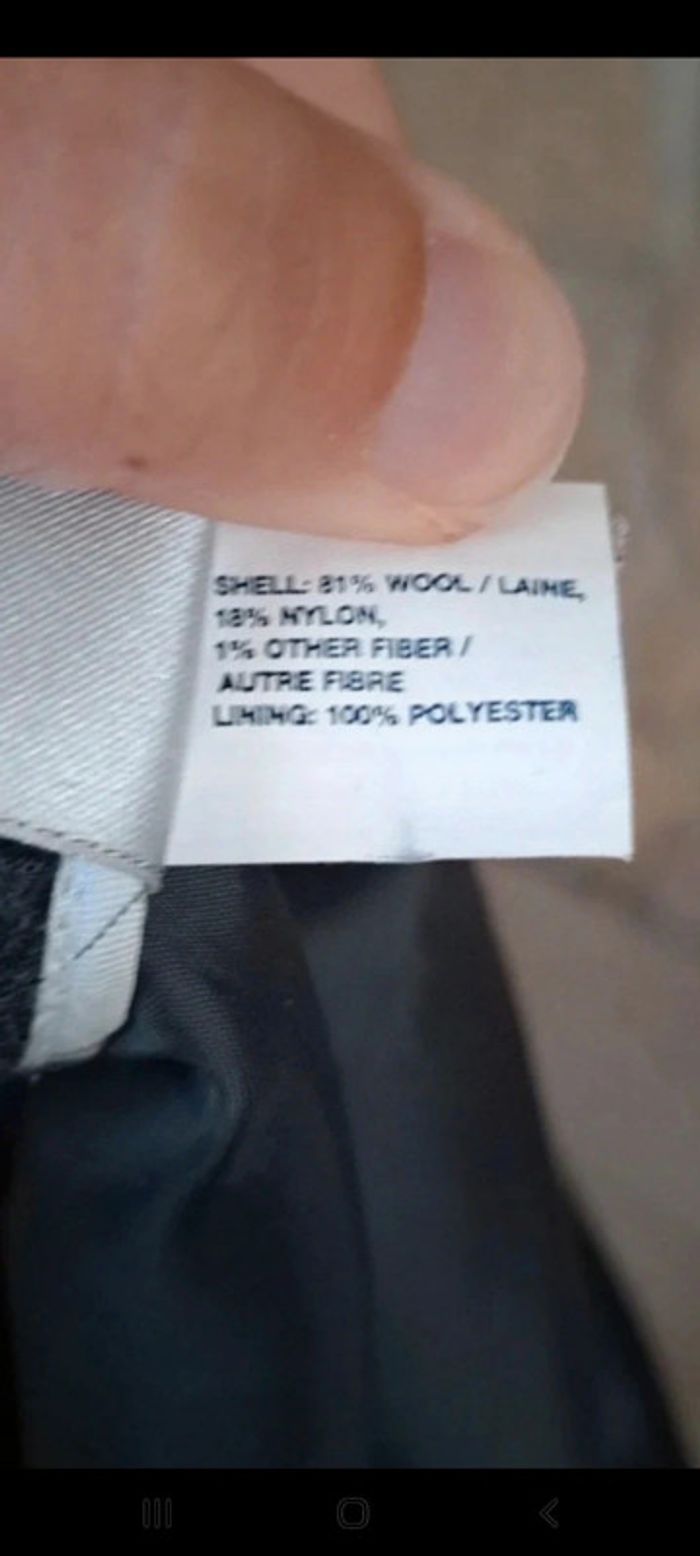 SHELL: 81% WOOL / LAINE,
18% NYLON,
1% OTHER FIBER /
AUTRE FIBRE
LINING: 100% POLYESTER